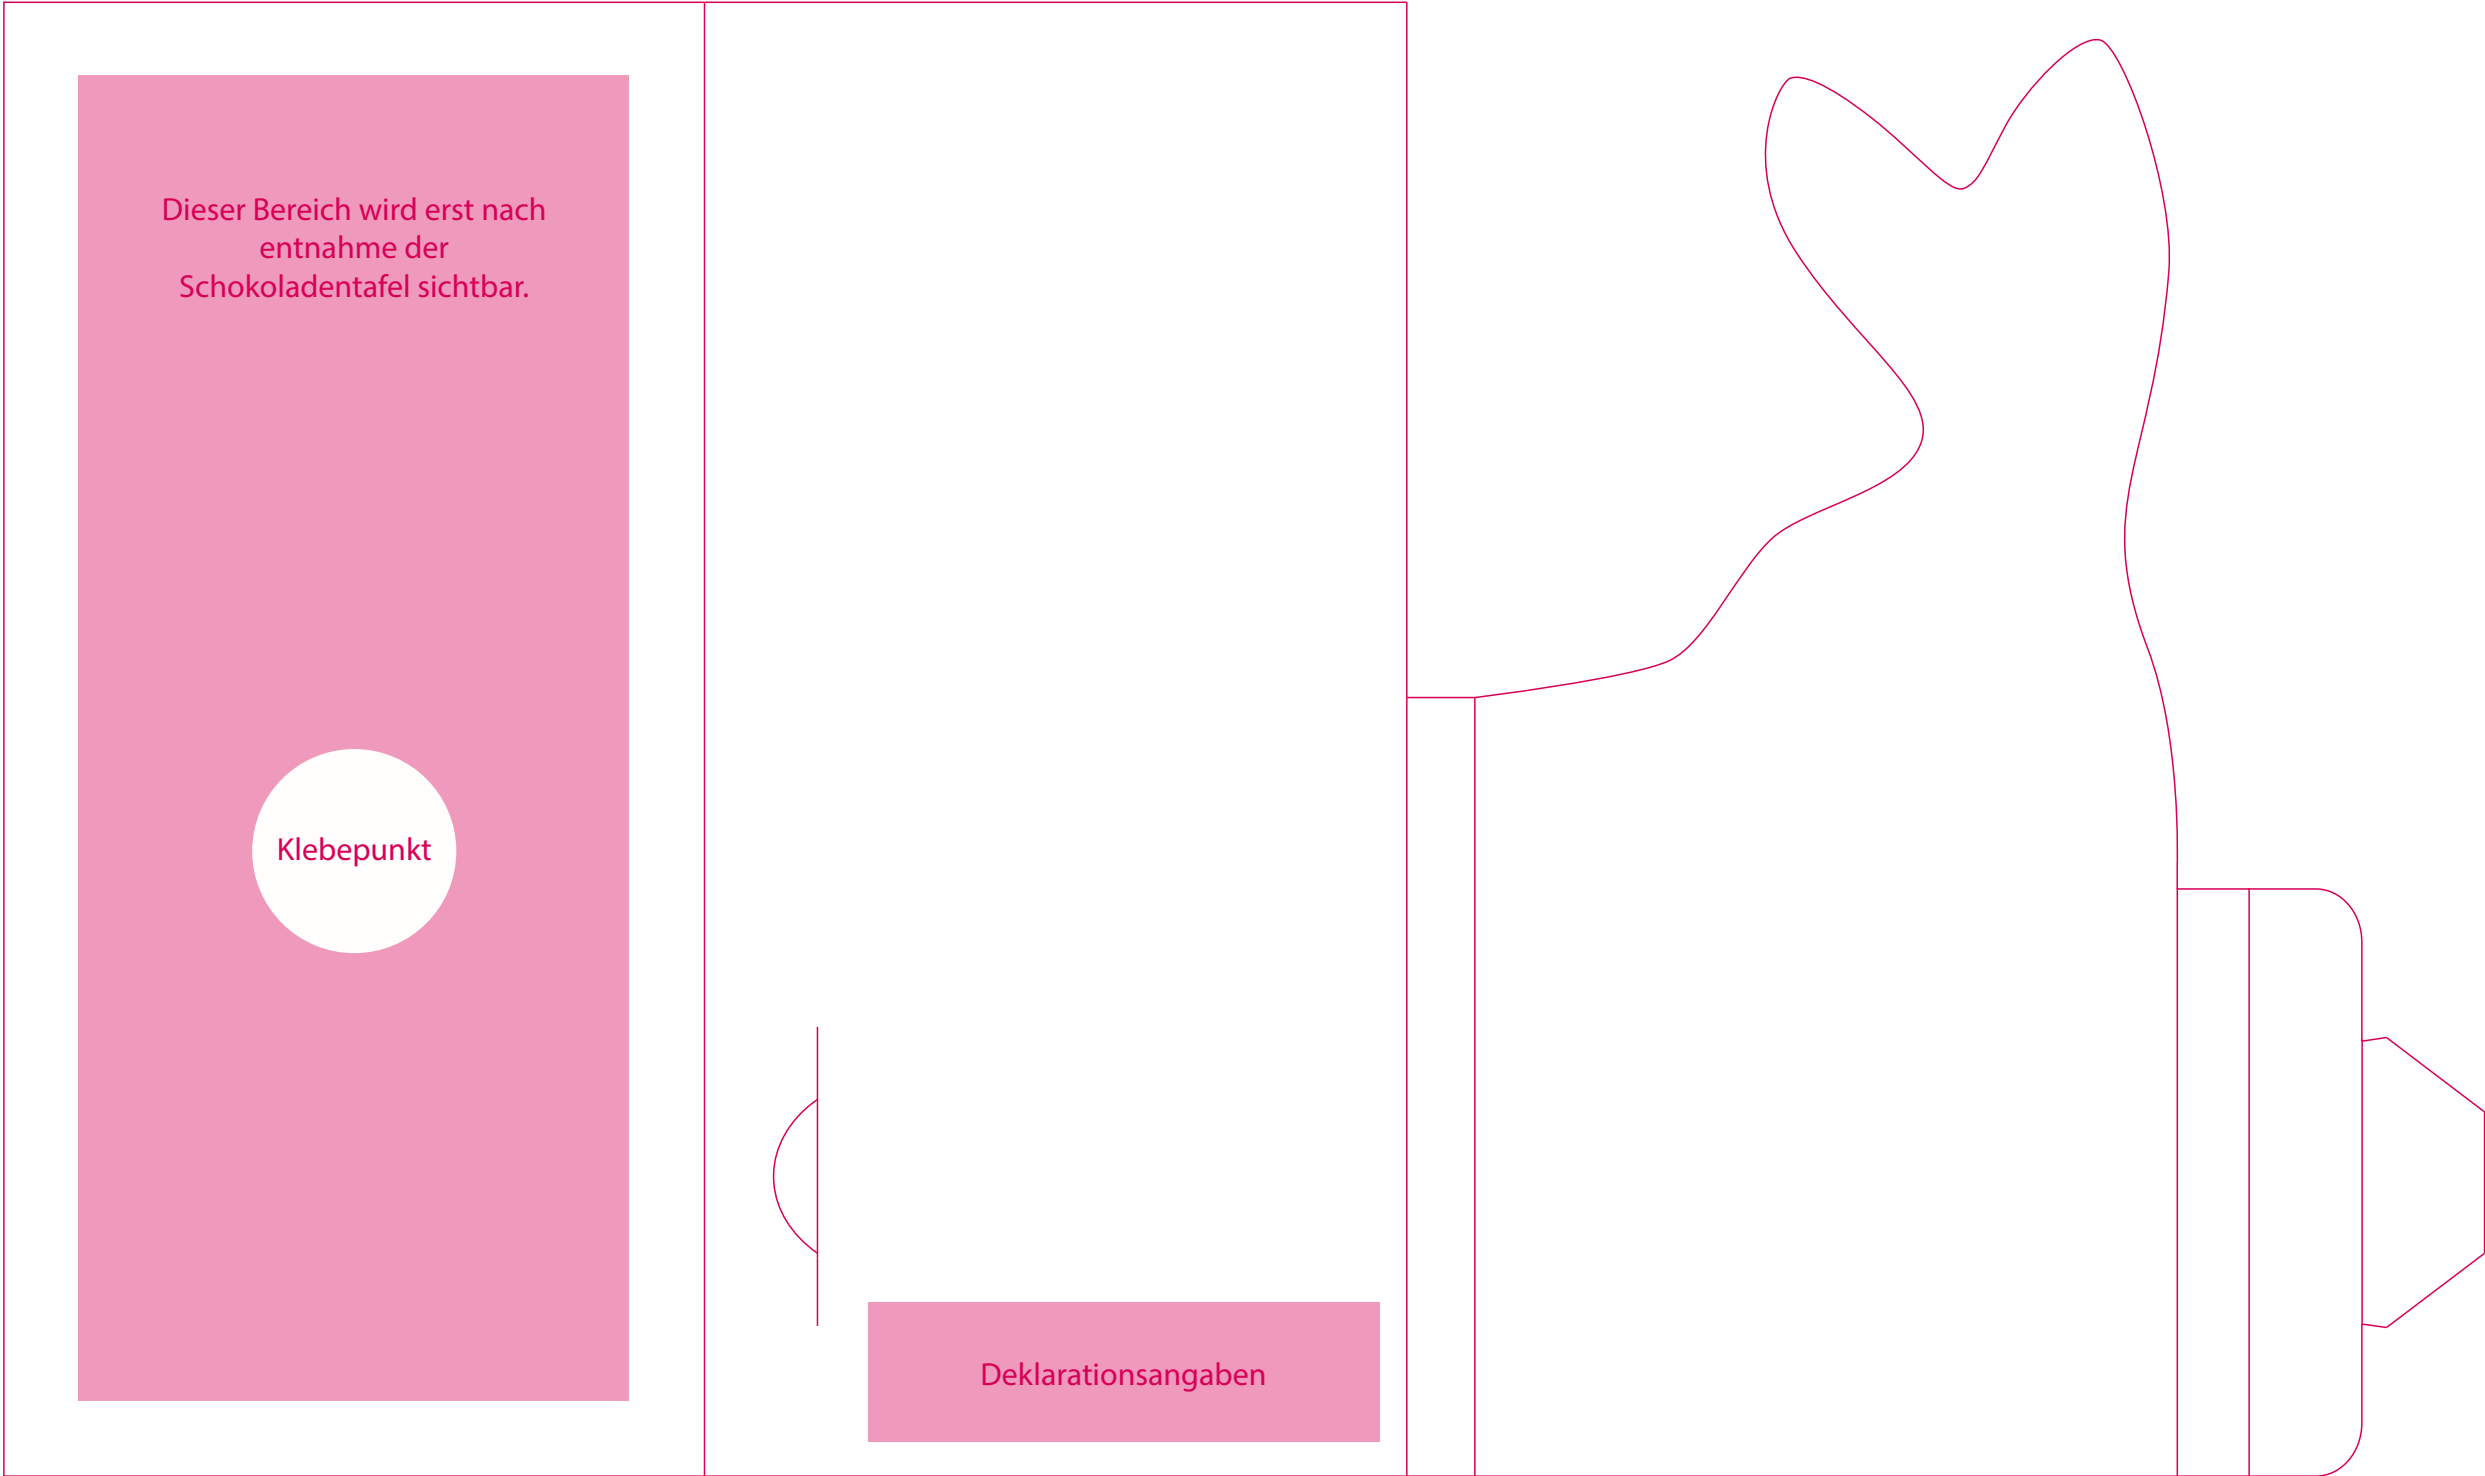 Dieser Bereich wird erst nach
entnahme der
Schokoladentafel sichtbar.
Klebepunkt
Deklarationsangaben